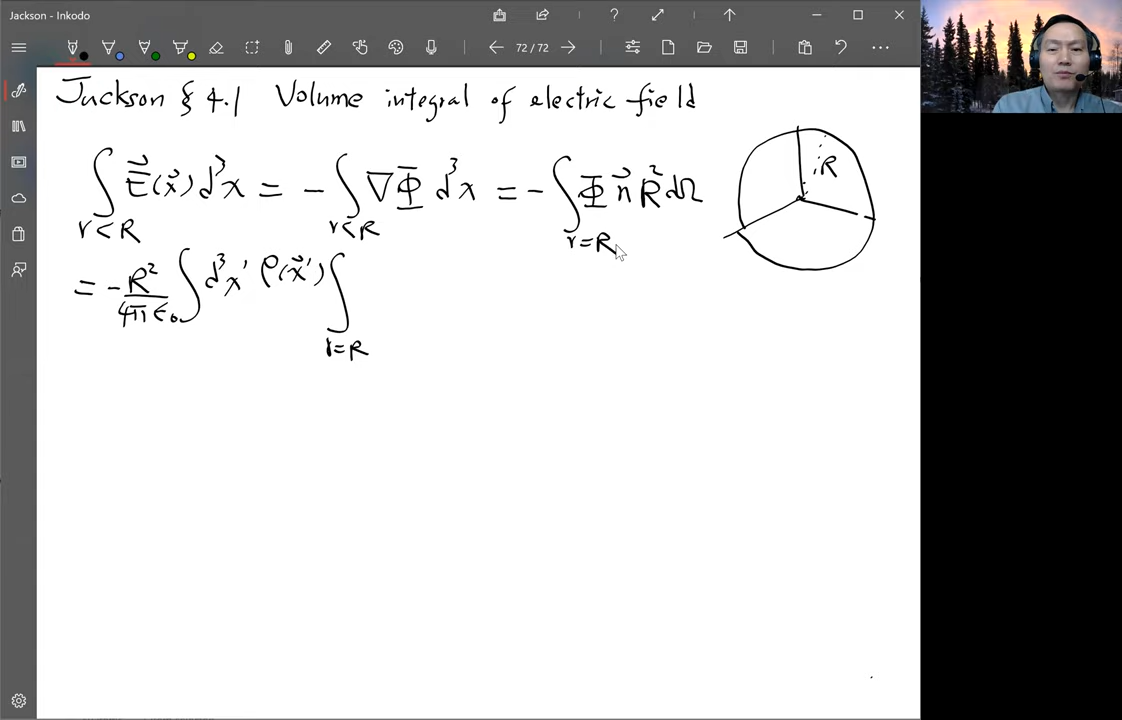 Jackson - Inkodo
72 / 72
Jackson § 4.1 Volume integral of electric field
∫_{r<R} E⃗(x⃗) d³x = - ∫_{r<R} ∇Φ d³x = - ∫_{r=R} Φ n⃗ R² dΩ
R
= - R²/4πε₀ ∫ d³x' ρ(x⃗') ∫_{r=R}